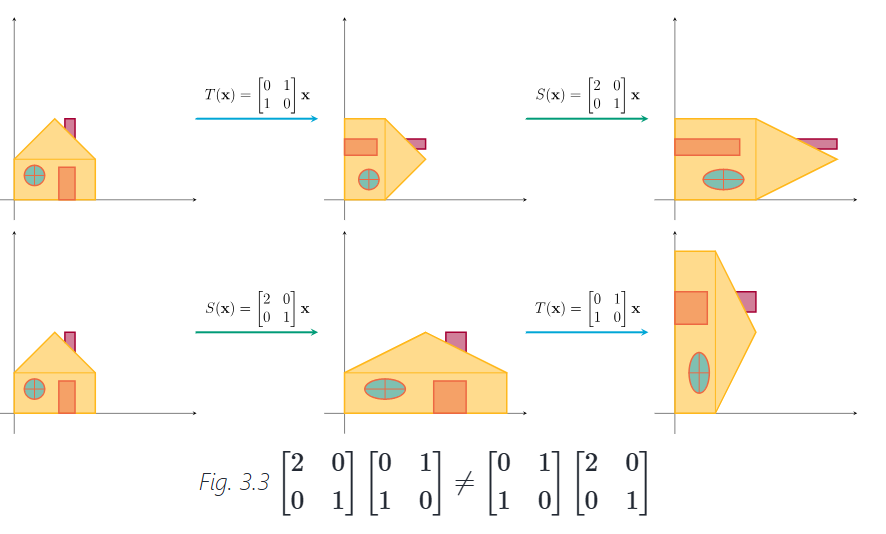 T(x) = [0 1; 1 0] x
S(x) = [2 0; 0 1] x
S(x) = [2 0; 0 1] x
T(x) = [0 1; 1 0] x
Fig. 3.3 [2 0; 0 1] [0 1; 1 0] ≠ [0 1; 1 0] [2 0; 0 1]